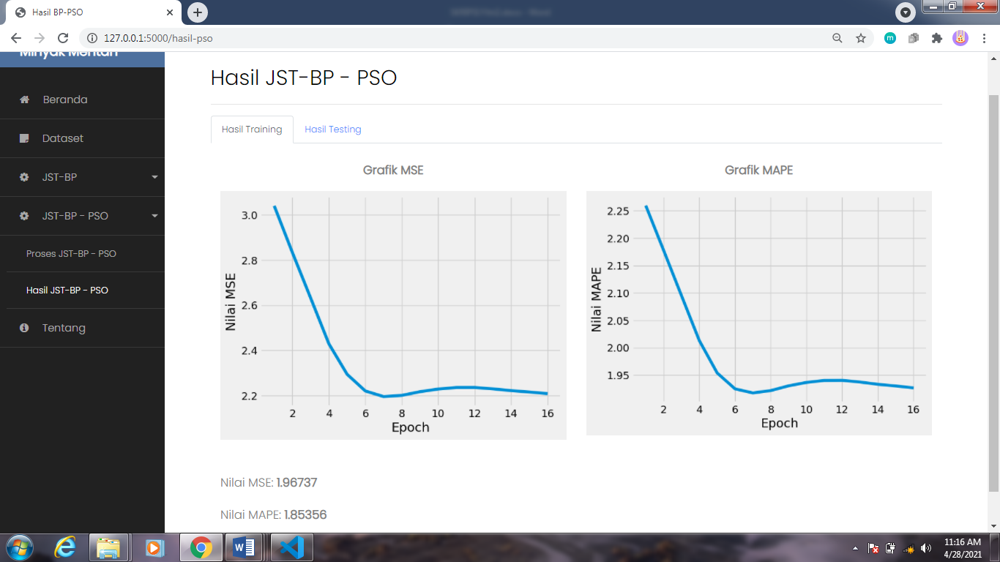 Hasil BP-PSO
127.0.0.1:5000/hasil-pso
Minyak Mentah
Beranda
Dataset
JST-BP
JST-BP - PSO
Proses JST-BP - PSO
Hasil JST-BP - PSO
Tentang
Hasil JST-BP - PSO
Hasil Training
Hasil Testing
Grafik MSE
3.0
2.8
2.6
2.4
2.2
Nilai MSE
2 4 6 8 10 12 14 16
Epoch
Grafik MAPE
2.25
2.20
2.15
2.10
2.05
2.00
1.95
Nilai MAPE
2 4 6 8 10 12 14 16
Epoch
Nilai MSE: 1.96737
Nilai MAPE: 1.85356
11:16 AM
4/28/2021